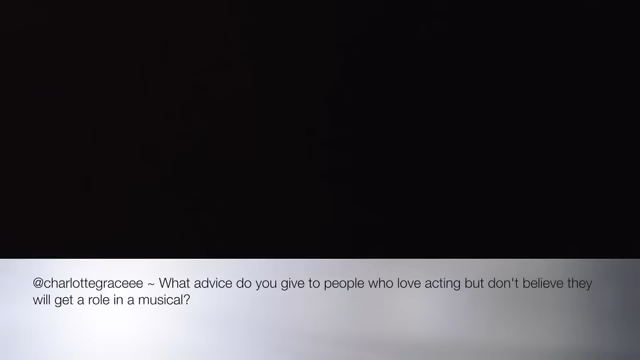 @charlottegraceee ~ What advice do you give to people who love acting but don't believe they
will get a role in a musical?